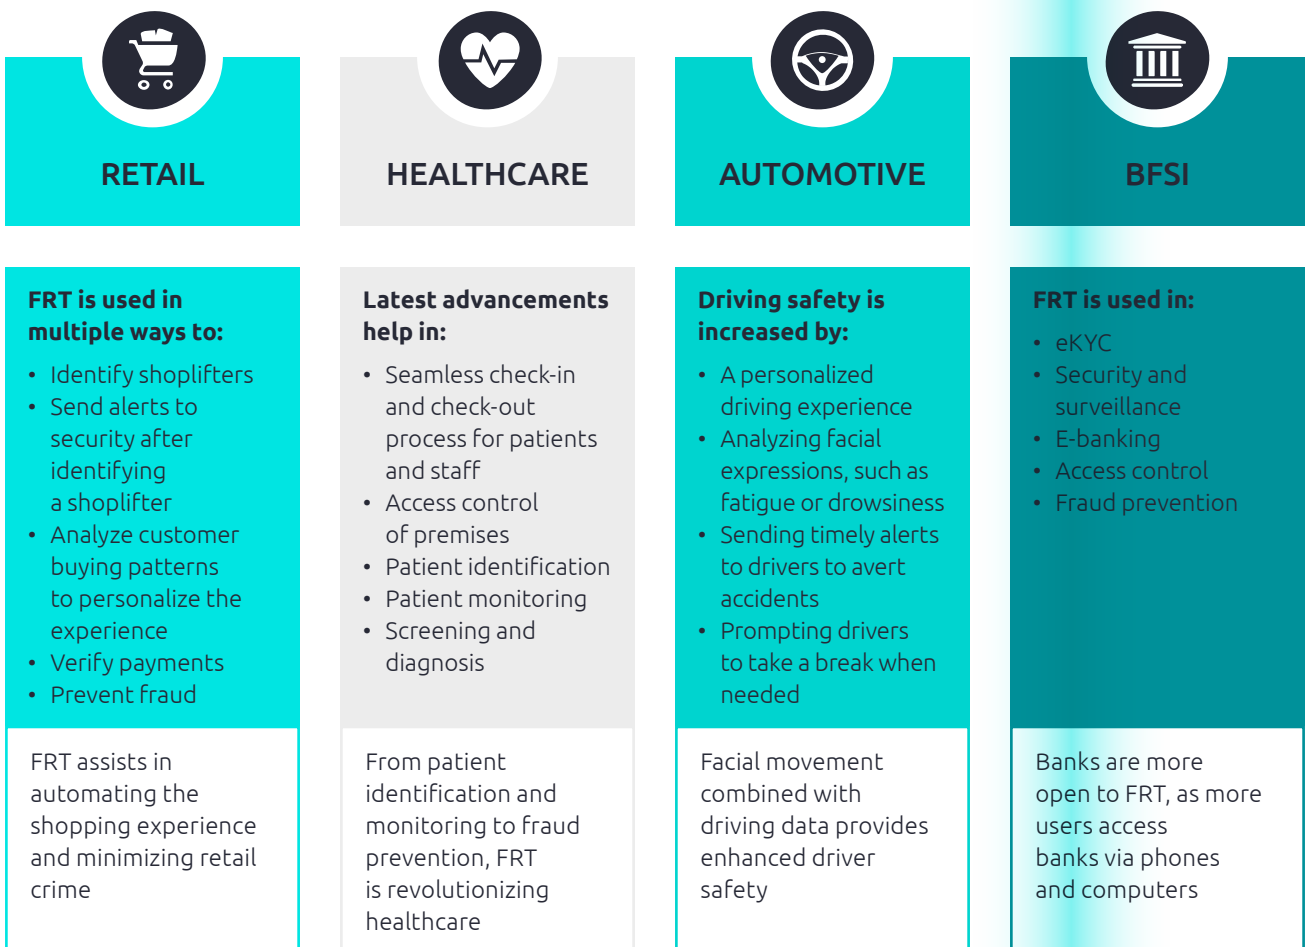 RETAIL
HEALTHCARE
AUTOMOTIVE
BFSI
FRT is used in
multiple ways to:
• Identify shoplifters
• Send alerts to
security after
identifying
a shoplifter
• Analyze customer
buying patterns
to personalize the
experience
• Verify payments
• Prevent fraud
FRT assists in
automating the
shopping experience
and minimizing retail
crime
Latest advancements
help in:
• Seamless check-in
and check-out
process for patients
and staff
• Access control
of premises
• Patient identification
• Patient monitoring
• Screening and
diagnosis
From patient
identification and
monitoring to fraud
prevention, FRT
is revolutionizing
healthcare
Driving safety is
increased by:
• A personalized
driving experience
• Analyzing facial
expressions, such as
fatigue or drowsiness
• Sending timely alerts
to drivers to avert
accidents
• Prompting drivers
to take a break when
needed
Facial movement
combined with
driving data provides
enhanced driver
safety
FRT is used in:
• eKYC
• Security and
surveillance
• E-banking
• Access control
• Fraud prevention
Banks are more
open to FRT, as more
users access
banks via phones
and computers